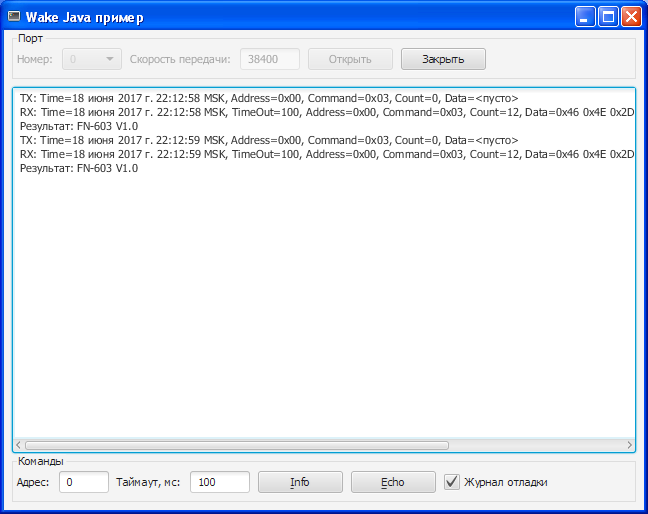 Wake Java пример
Порт
Номер: 0 Скорость передачи: 38400 Открыть Закрыть
TX: Time=18 июня 2017 г. 22:12:58 MSK, Address=0x00, Command=0x03, Count=0, Data=<пусто>
RX: Time=18 июня 2017 г. 22:12:58 MSK, TimeOut=100, Address=0x00, Command=0x03, Count=12, Data=0x46 0x4E 0x2D
Результат: FN-603 V1.0
TX: Time=18 июня 2017 г. 22:12:59 MSK, Address=0x00, Command=0x03, Count=0, Data=<пусто>
RX: Time=18 июня 2017 г. 22:12:59 MSK, TimeOut=100, Address=0x00, Command=0x03, Count=12, Data=0x46 0x4E 0x2D
Результат: FN-603 V1.0
Команды
Адрес: 0 Таймаут, мс: 100 Info Echo Журнал отладки